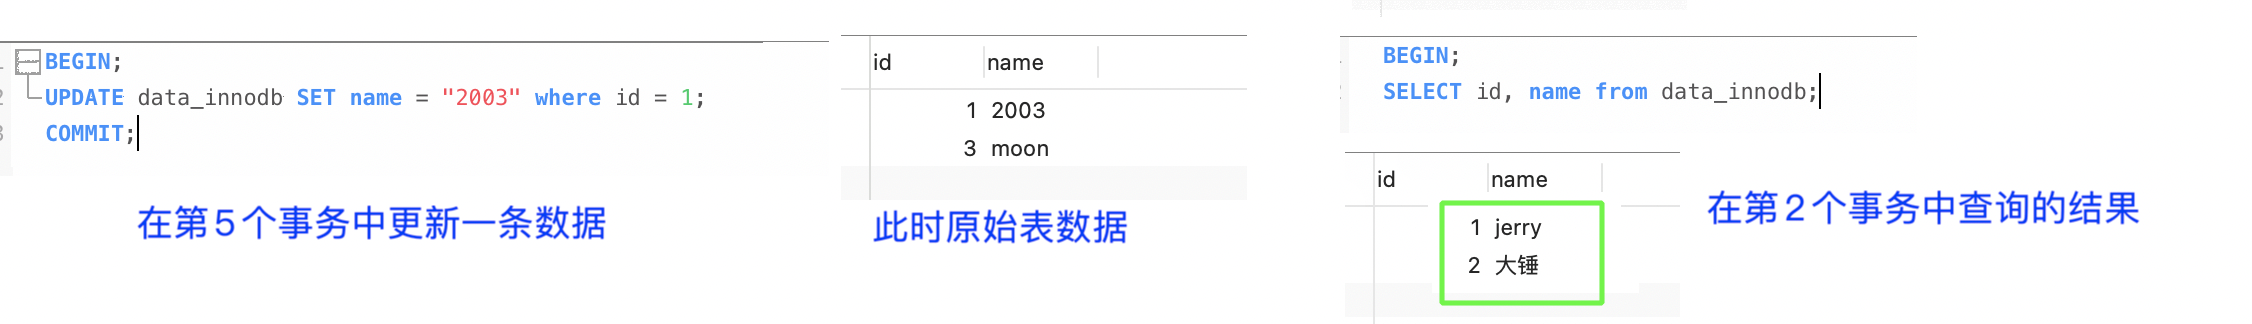 BEGIN;
UPDATE data_innodb SET name = "2003" where id = 1;
COMMIT;
在第5个事务中更新一条数据
id name
1 2003
3 moon
此时原始表数据
BEGIN;
SELECT id, name from data_innodb;
id name
1 jerry
2 大锤
在第2个事务中查询的结果